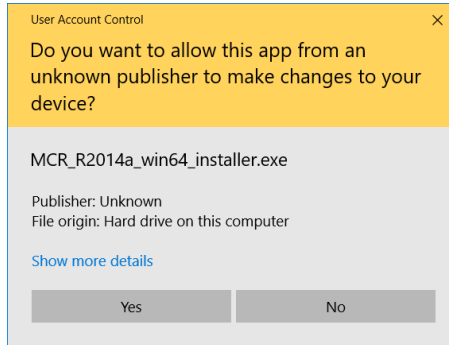 User Account Control
Do you want to allow this app from an
unknown publisher to make changes to your
device?
MCR_R2014a_win64_installer.exe
Publisher: Unknown
File origin: Hard drive on this computer
Show more details
Yes
No